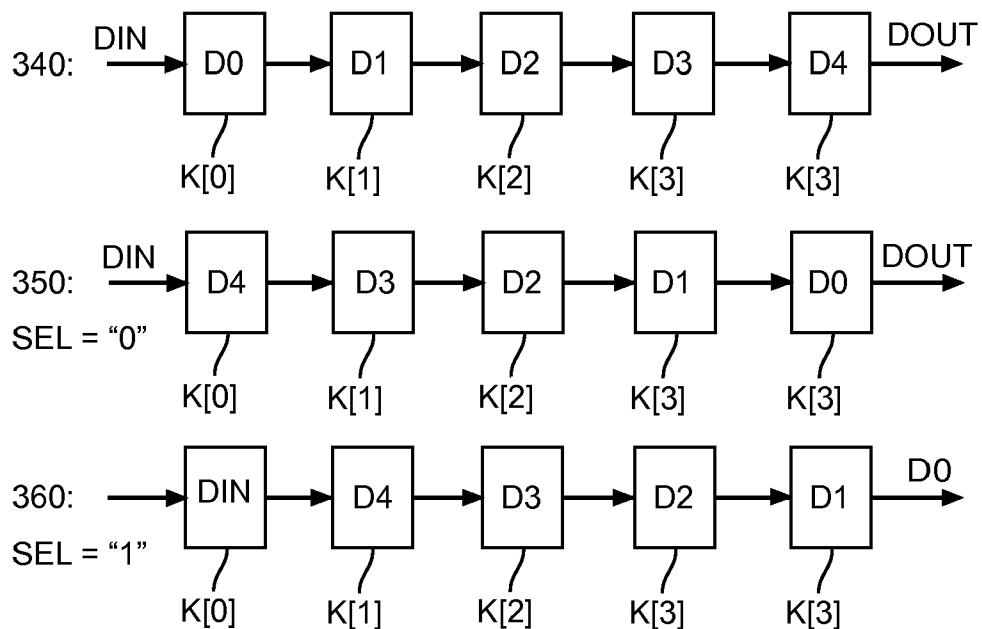 DIN DOUT
340: D0 D1 D2 D3 D4
K[0] K[1] K[2] K[3] K[3]
DIN DOUT
350: D4 D3 D2 D1 D0
SEL = “0”
K[0] K[1] K[2] K[3] K[3]
D0
360: DIN D4 D3 D2 D1
SEL = “1”
K[0] K[1] K[2] K[3] K[3]